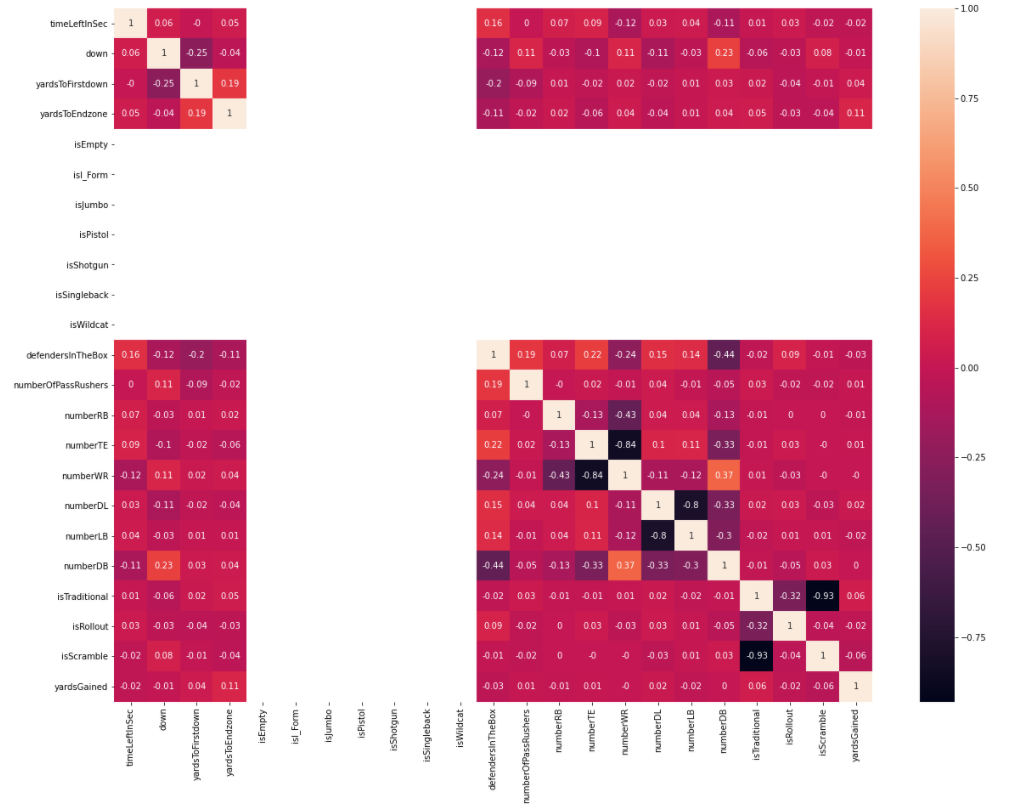 timeLeftInSec 1 0.06 -0 0.05 0.16 0 0.07 0.09 -0.12 0.03 0.04 -0.11 0.01 0.03 -0.02 -0.02 1.00
down 0.06 1 -0.25 -0.04 -0.12 0.11 -0.03 -0.1 0.11 -0.11 -0.03 0.23 -0.06 -0.03 0.08 -0.01
yardsToFirstdown -0 -0.25 1 0.19 -0.2 -0.09 0.01 -0.02 0.02 -0.02 0.01 0.03 0.02 -0.04 -0.01 0.04
0.75
yardsToEndzone 0.05 -0.04 0.19 1 -0.11 -0.02 0.02 -0.06 0.04 -0.04 0.01 0.04 0.05 -0.03 -0.04 0.11
isEmpty
isI_Form
isJumbo 0.50
isPistol
isShotgun
0.25
isSingleback
isWildcat
defendersInTheBox 0.16 -0.12 -0.2 -0.11 1 0.19 0.07 0.22 -0.24 0.15 0.14 -0.44 -0.02 0.09 -0.01 -0.03
0.00
numberOfPassRushers 0 0.11 -0.09 -0.02 0.19 1 -0 0.02 -0.01 0.04 -0.01 -0.05 0.03 -0.02 -0.02 0.01
numberRB 0.07 -0.03 0.01 0.02 0.07 -0 1 -0.13 -0.43 0.04 0.04 -0.13 -0.01 0 0 -0.01
numberTE 0.09 -0.1 -0.02 -0.06 0.22 0.02 -0.13 1 -0.84 0.1 0.11 -0.33 -0.01 0.03 -0 0.01
−0.25
numberWR -0.12 0.11 0.02 0.04 -0.24 -0.01 -0.43 -0.84 1 -0.11 -0.12 0.37 0.01 -0.03 -0 -0
numberDL 0.03 -0.11 -0.02 -0.04 0.15 0.04 0.04 0.1 -0.11 1 -0.8 -0.33 0.02 0.03 -0.03 0.02
numberLB 0.04 -0.03 0.01 0.01 0.14 -0.01 0.04 0.11 -0.12 -0.8 1 -0.3 -0.02 0.01 0.01 -0.02
−0.50
numberDB -0.11 0.23 0.03 0.04 -0.44 -0.05 -0.13 -0.33 0.37 -0.33 -0.3 1 -0.01 -0.05 0.03 0
isTraditional 0.01 -0.06 0.02 0.05 -0.02 0.03 -0.01 -0.01 0.01 0.02 -0.02 -0.01 1 -0.32 -0.93 0.06
isRollout 0.03 -0.03 -0.04 -0.03 0.09 -0.02 0 0.03 -0.03 0.03 0.01 -0.05 -0.32 1 -0.04 -0.02
−0.75
isScramble -0.02 0.08 -0.01 -0.04 -0.01 -0.02 0 -0 -0 -0.03 0.01 0.03 -0.93 -0.04 1 -0.06
yardsGained -0.02 -0.01 0.04 0.11 -0.03 0.01 -0.01 0.01 -0 0.02 -0.02 0 0.06 -0.02 -0.06 1
timeLeftInSec
down
yardsToFirstdown
yardsToEndzone
isEmpty
isI_Form
isJumbo
isPistol
isShotgun
isSingleback
isWildcat
defendersInTheBox
numberOfPassRushers
numberRB
numberTE
numberWR
numberDL
numberLB
numberDB
isTraditional
isRollout
isScramble
yardsGained